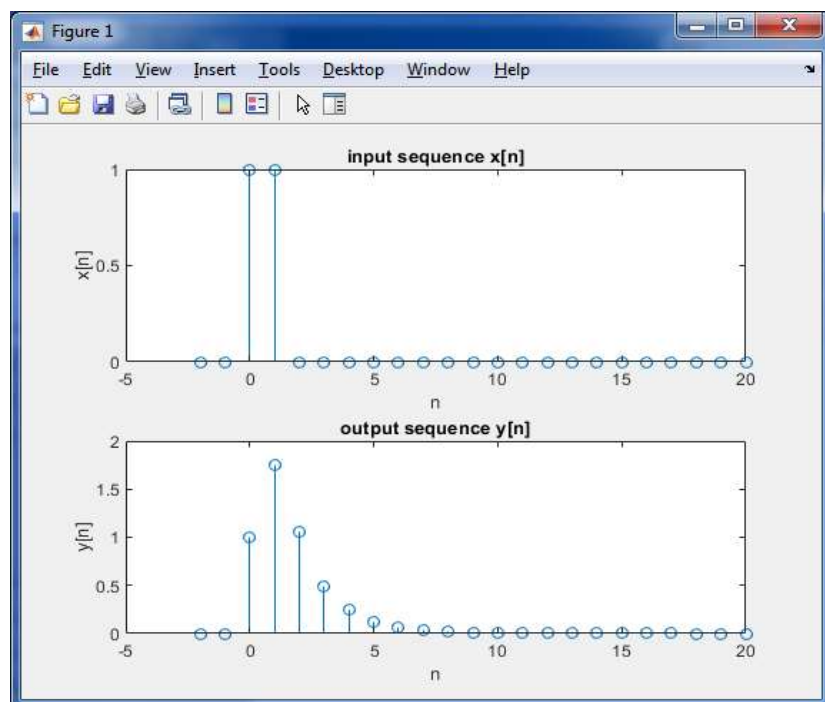 Figure 1
File Edit View Insert Tools Desktop Window Help
input sequence x[n]
1
0.5
0
x[n]
-5 0 5 10 15 20
n
output sequence y[n]
2
1.5
1
0.5
0
y[n]
-5 0 5 10 15 20
n